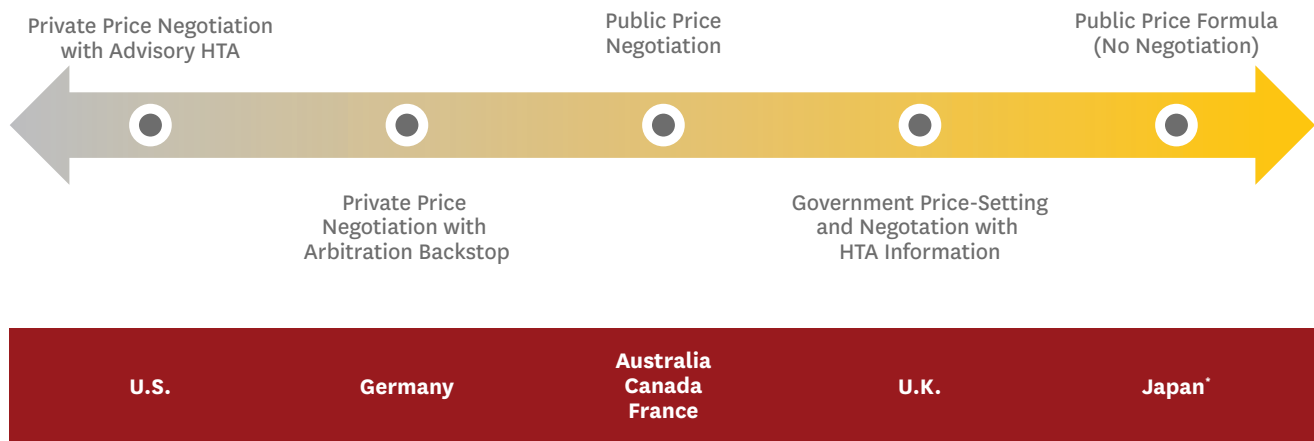 Private Price Negotiation
with Advisory HTA
Public Price
Negotiation
Public Price Formula
(No Negotiation)
Private Price
Negotiation with
Arbitration Backstop
Government Price-Setting
and Negotation with
HTA Information
U.S.
Germany
Australia
Canada
France
U.K.
Japan*